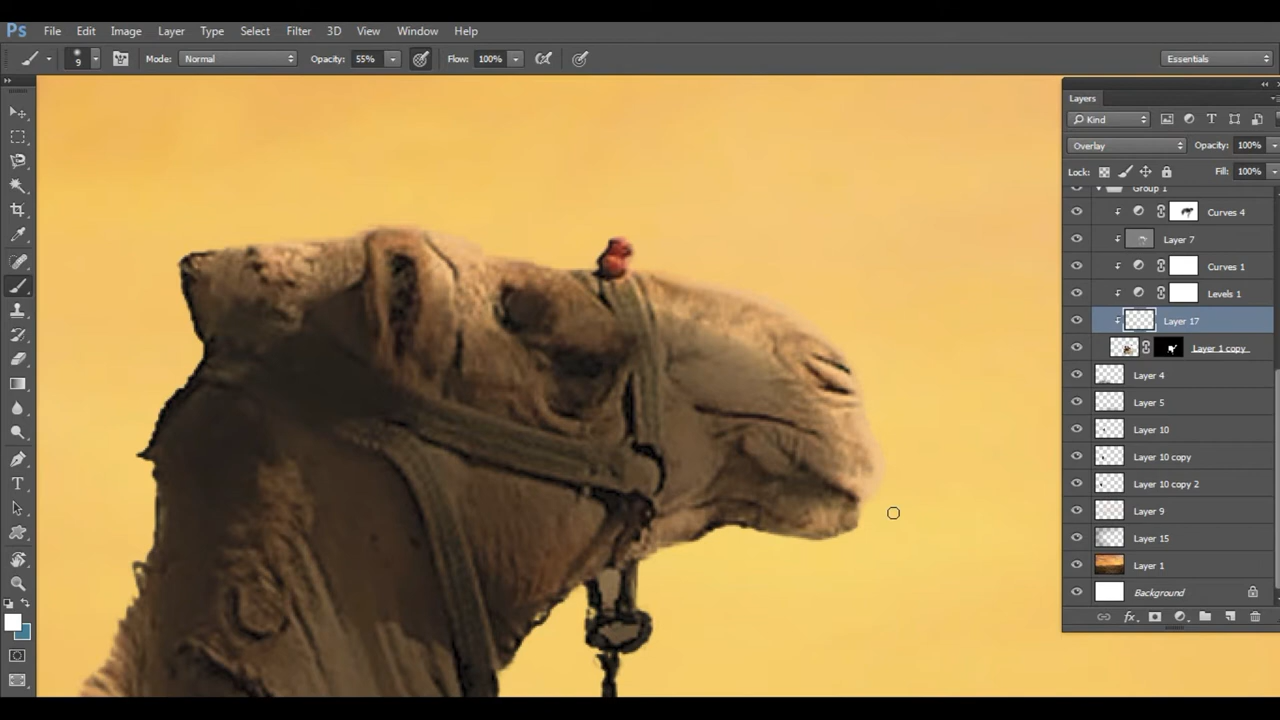 Ps File Edit Image Layer Type Select Filter 3D View Window Help
9 Mode: Normal Opacity: 55% Flow: 100% Essentials
Layers
Kind
Overlay Opacity: 100%
Lock: Fill: 100%
Group 1
Curves 4
Layer 7
Curves 1
Levels 1
Layer 17
Layer 1 copy
Layer 4
Layer 5
Layer 10
Layer 10 copy
Layer 10 copy 2
Layer 9
Layer 15
Layer 1
Background